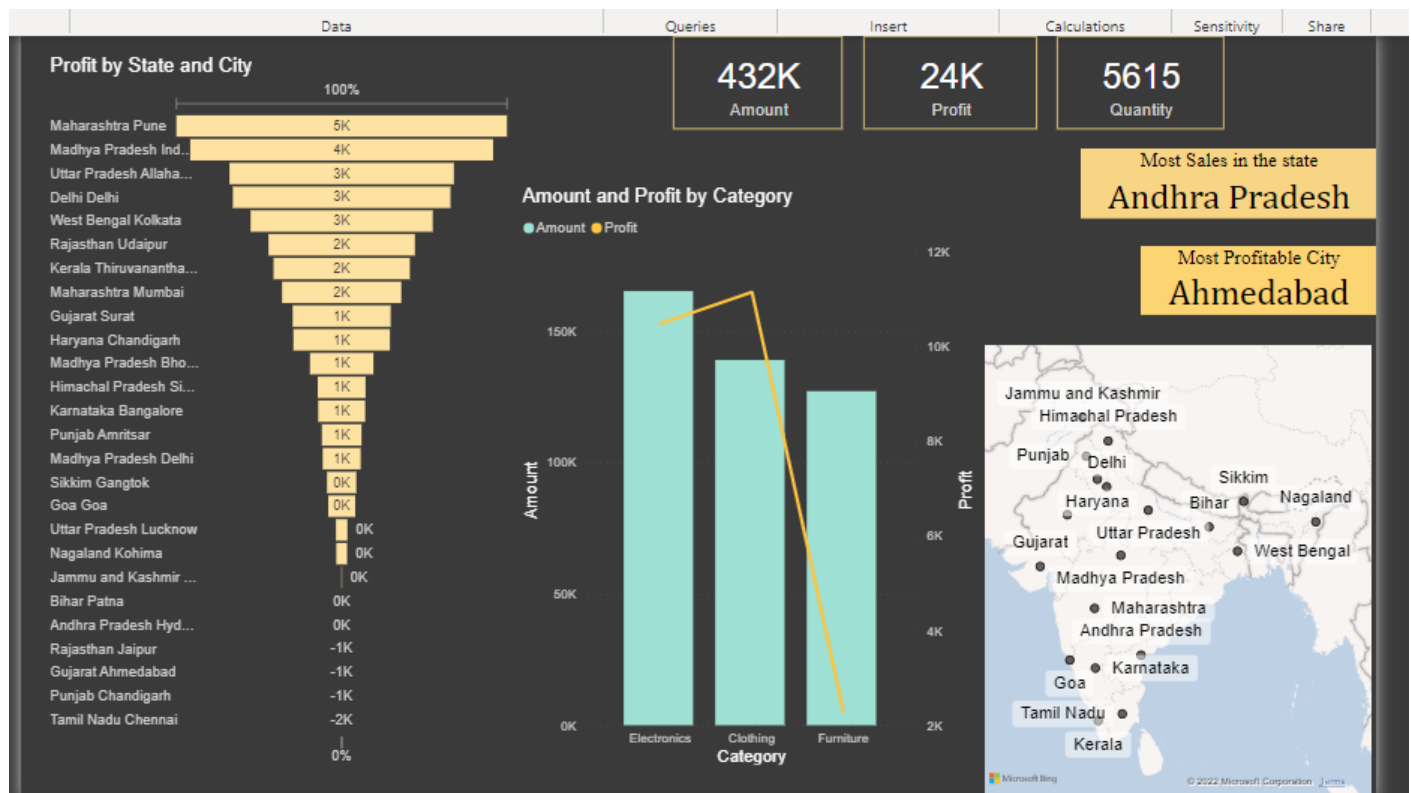 Data
Queries
Insert
Calculations
Sensitivity
Share
Profit by State and City
100%
Maharashtra Pune 5K
Madhya Pradesh Ind... 4K
Uttar Pradesh Allaha... 3K
Delhi Delhi 3K
West Bengal Kolkata 3K
Rajasthan Udaipur 2K
Kerala Thiruvanantha... 2K
Maharashtra Mumbai 2K
Gujarat Surat 1K
Haryana Chandigarh 1K
Madhya Pradesh Bho... 1K
Himachal Pradesh Si... 1K
Karnataka Bangalore 1K
Punjab Amritsar 1K
Madhya Pradesh Delhi 1K
Sikkim Gangtok 0K
Goa Goa 0K
Uttar Pradesh Lucknow 0K
Nagaland Kohima 0K
Jammu and Kashmir ... 0K
Bihar Patna 0K
Andhra Pradesh Hyd... 0K
Rajasthan Jaipur -1K
Gujarat Ahmedabad -1K
Punjab Chandigarh -1K
Tamil Nadu Chennai -2K
0%
432K
Amount
24K
Profit
5615
Quantity
Most Sales in the state
Andhra Pradesh
Most Profitable City
Ahmedabad
Amount and Profit by Category
Amount Profit
150K
100K
50K
0K
Amount
12K
10K
8K
6K
4K
2K
Profit
Electronics Clothing Furniture
Category
Jammu and Kashmir
Himachal Pradesh
Punjab
Delhi
Sikkim
Haryana
Bihar
Nagaland
Gujarat
Uttar Pradesh
West Bengal
Madhya Pradesh
Maharashtra
Andhra Pradesh
Karnataka
Goa
Tamil Nadu
Kerala
Microsoft Bing
© 2022 Microsoft Corporation Terms